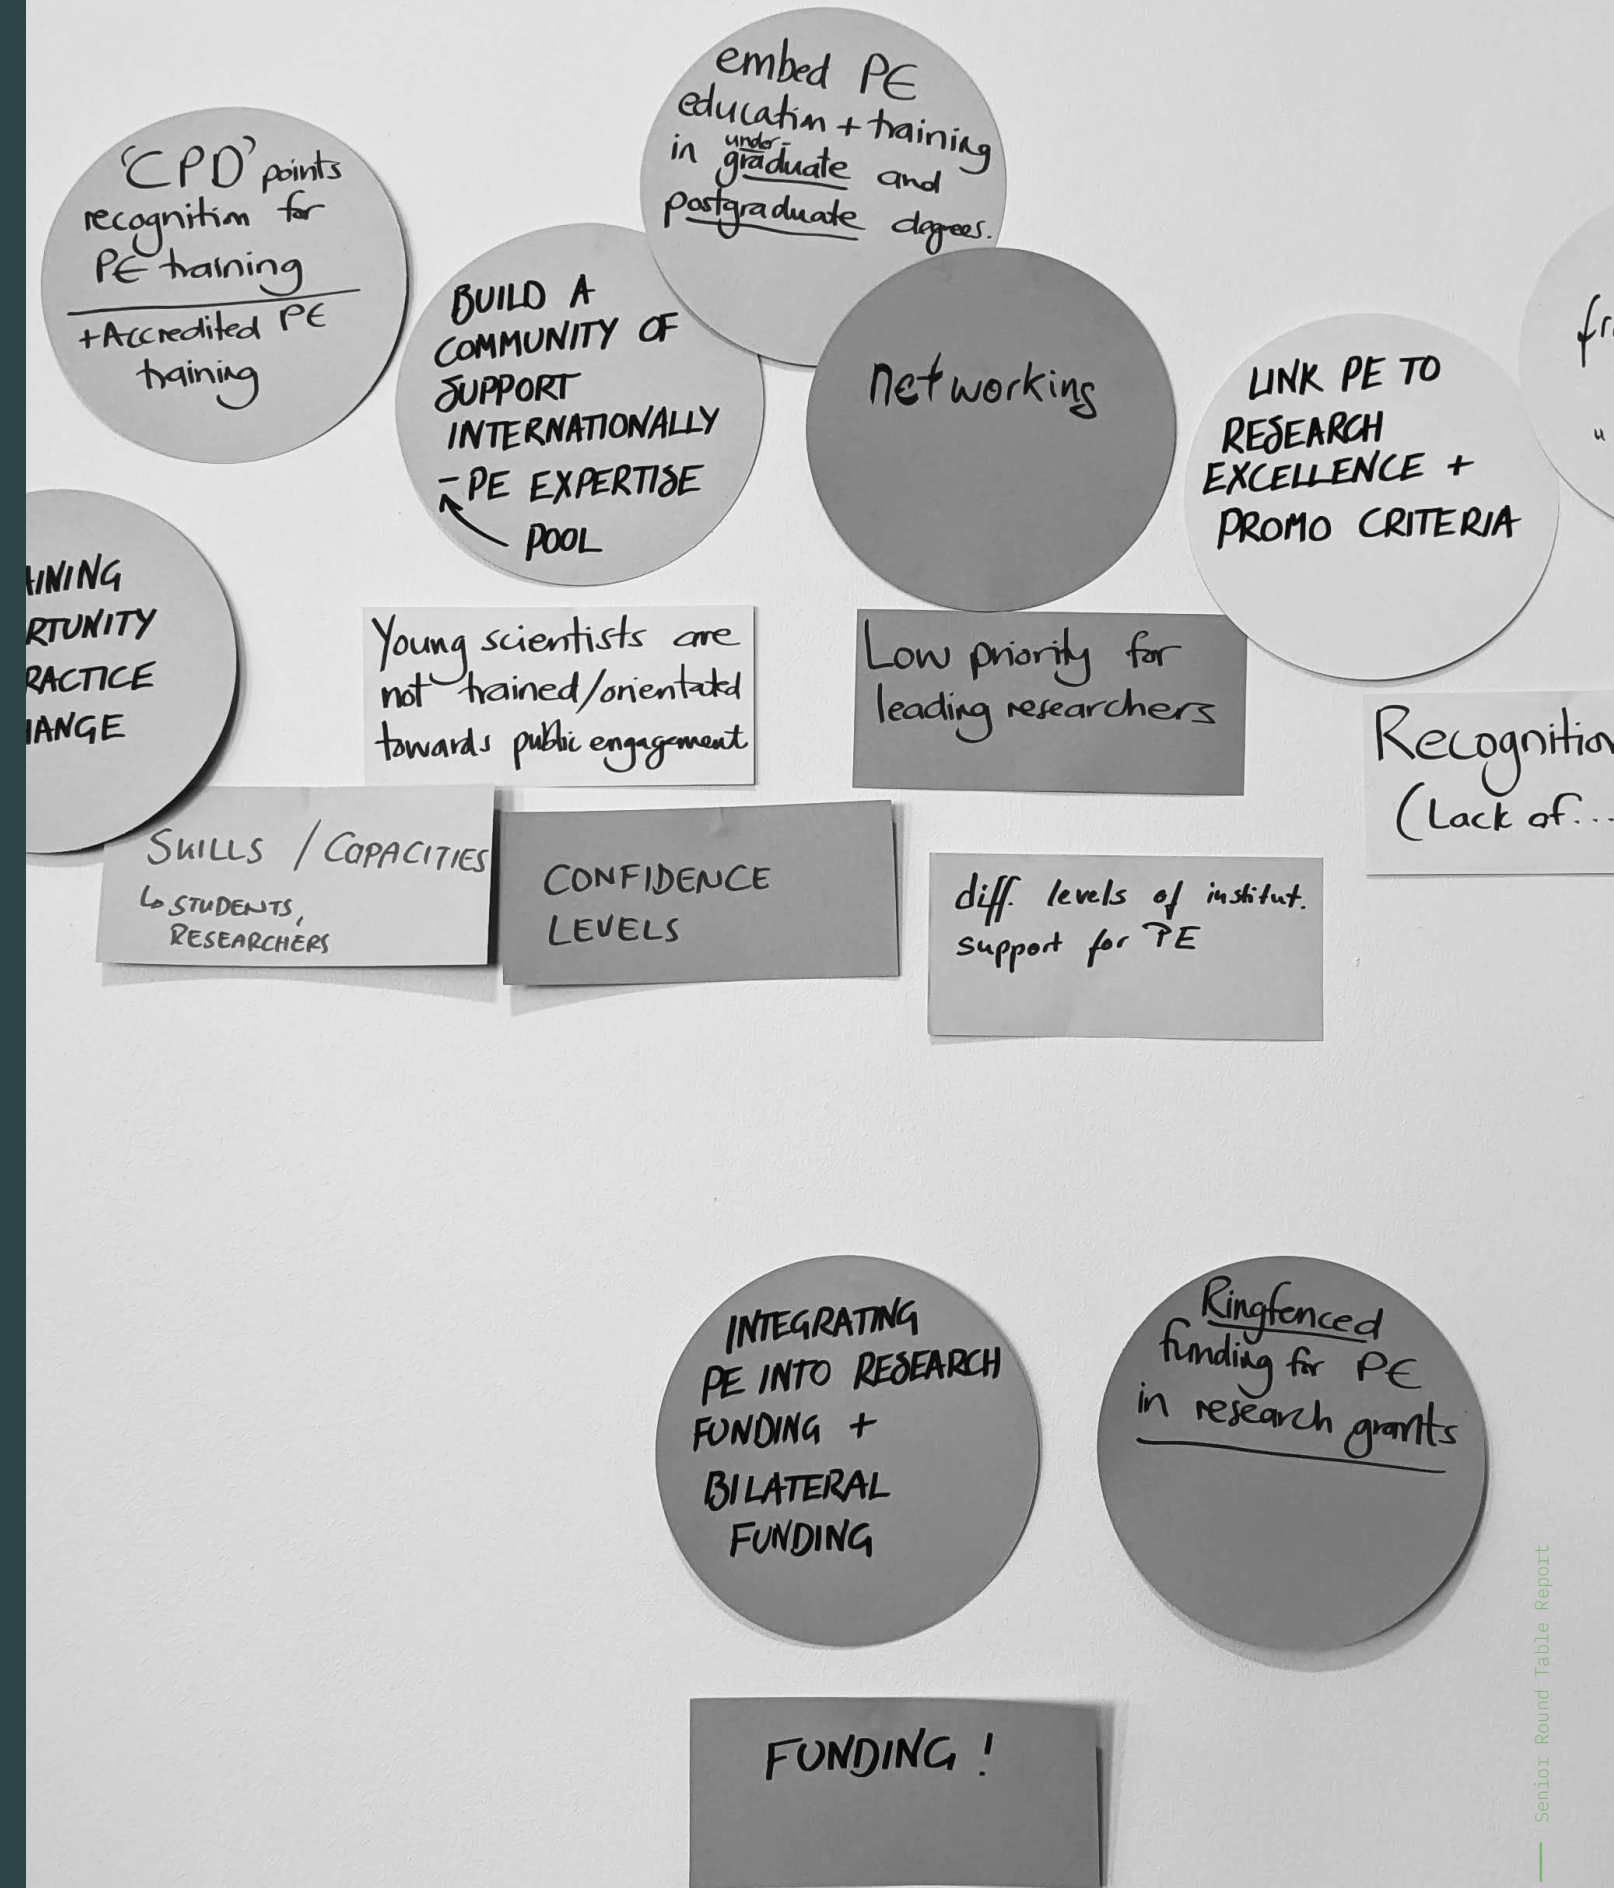 embed PE
education + training
in under-graduate and
postgraduate degrees.
'CPD' points
recognition for
PE training
+Accredited PE
training
BUILD A
COMMUNITY OF
SUPPORT
INTERNATIONALLY
- PE EXPERTISE
POOL
networking
LINK PE TO
RESEARCH
EXCELLENCE +
PROMO CRITERIA
Young scientists are
not trained/orientated
towards public engagement
Low priority for
leading researchers
Recognition
(Lack of...
SKILLS / CAPACITIES
↳ STUDENTS,
RESEARCHERS
CONFIDENCE
LEVELS
diff. levels of institut.
support for PE
INTEGRATING
PE INTO RESEARCH
FUNDING +
BILATERAL
FUNDING
Ringfenced
funding for PE
in research grants
FUNDING !
Senior Round Table Report